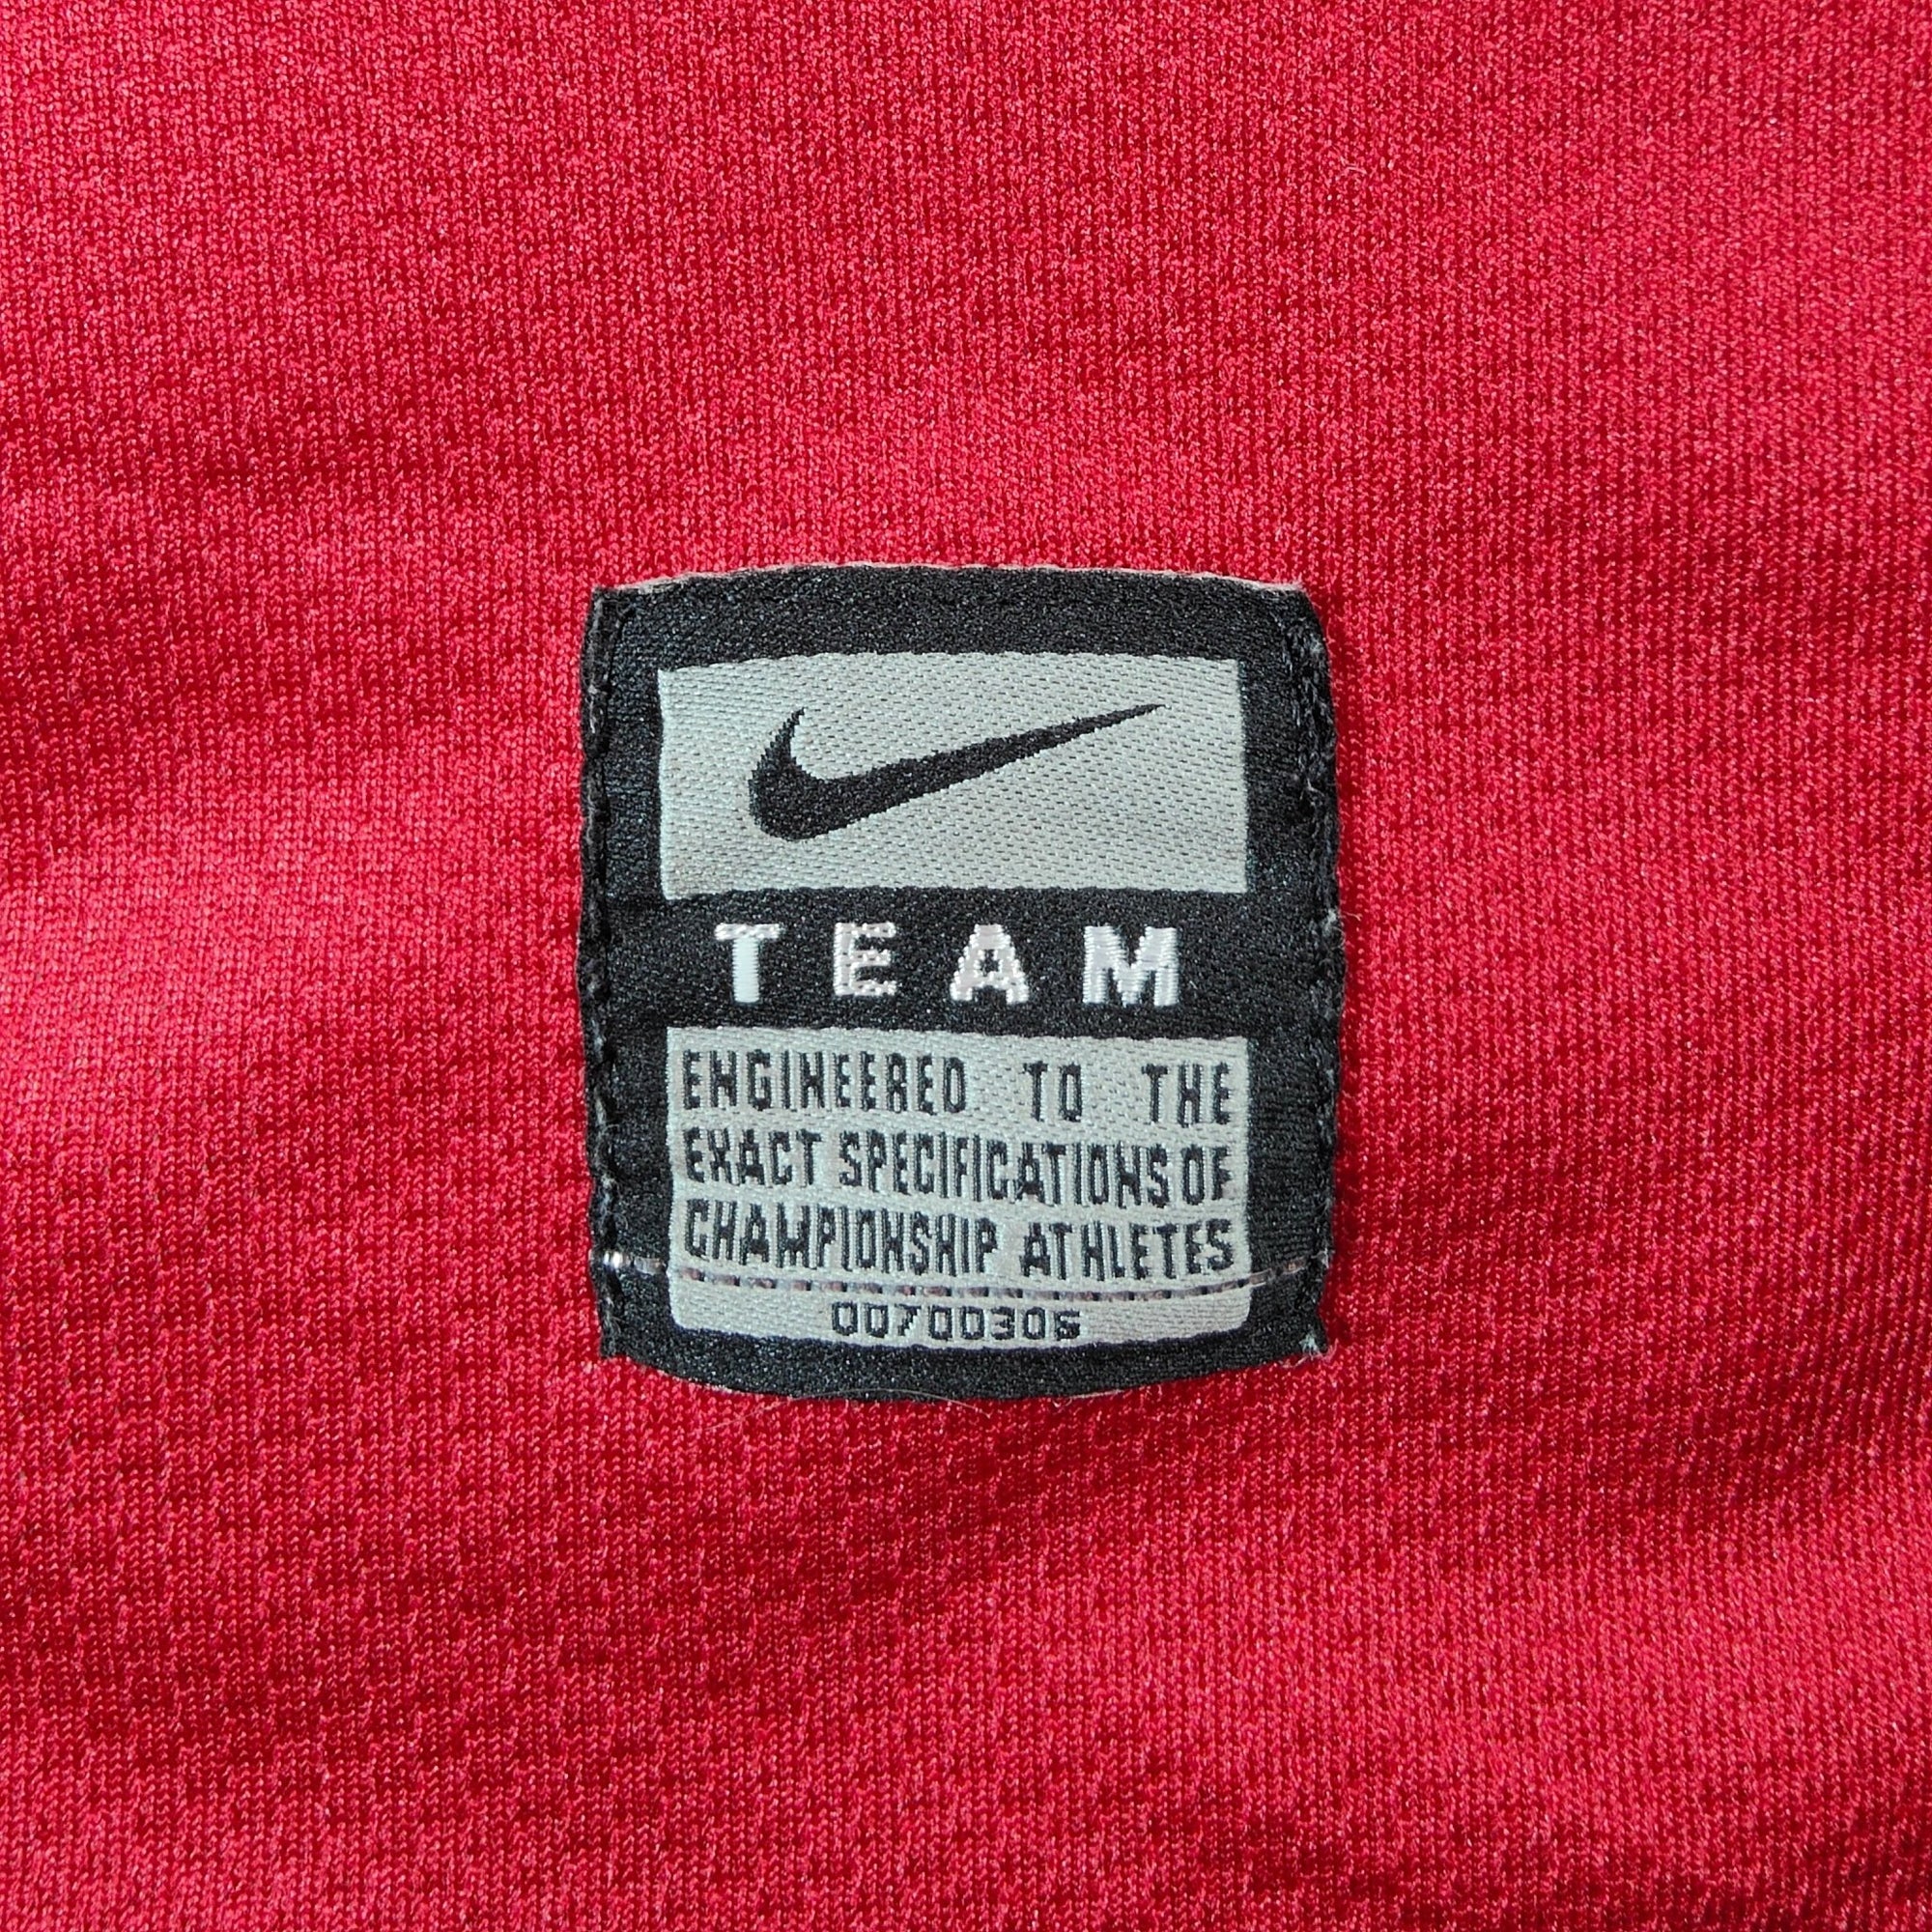 TEAM
ENGINEERED TO THE
EXACT SPECIFICATIONS OF
CHAMPIONSHIP ATHLETES
00700306